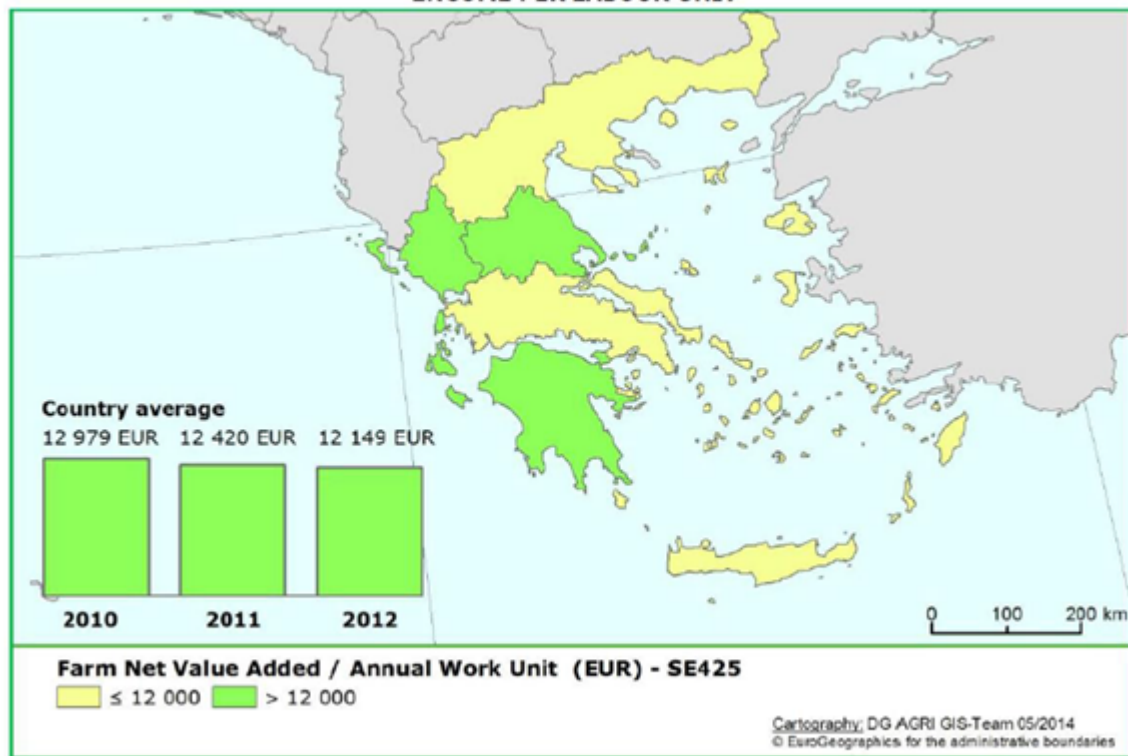 Country average
12 979 EUR 12 420 EUR 12 149 EUR
2010 2011 2012
0 100 200 km
Farm Net Value Added / Annual Work Unit (EUR) - SE425
≤ 12 000 > 12 000
Cartography: DG AGRI GIS-Team 05/2014
© EuroGeographics for the administrative boundaries